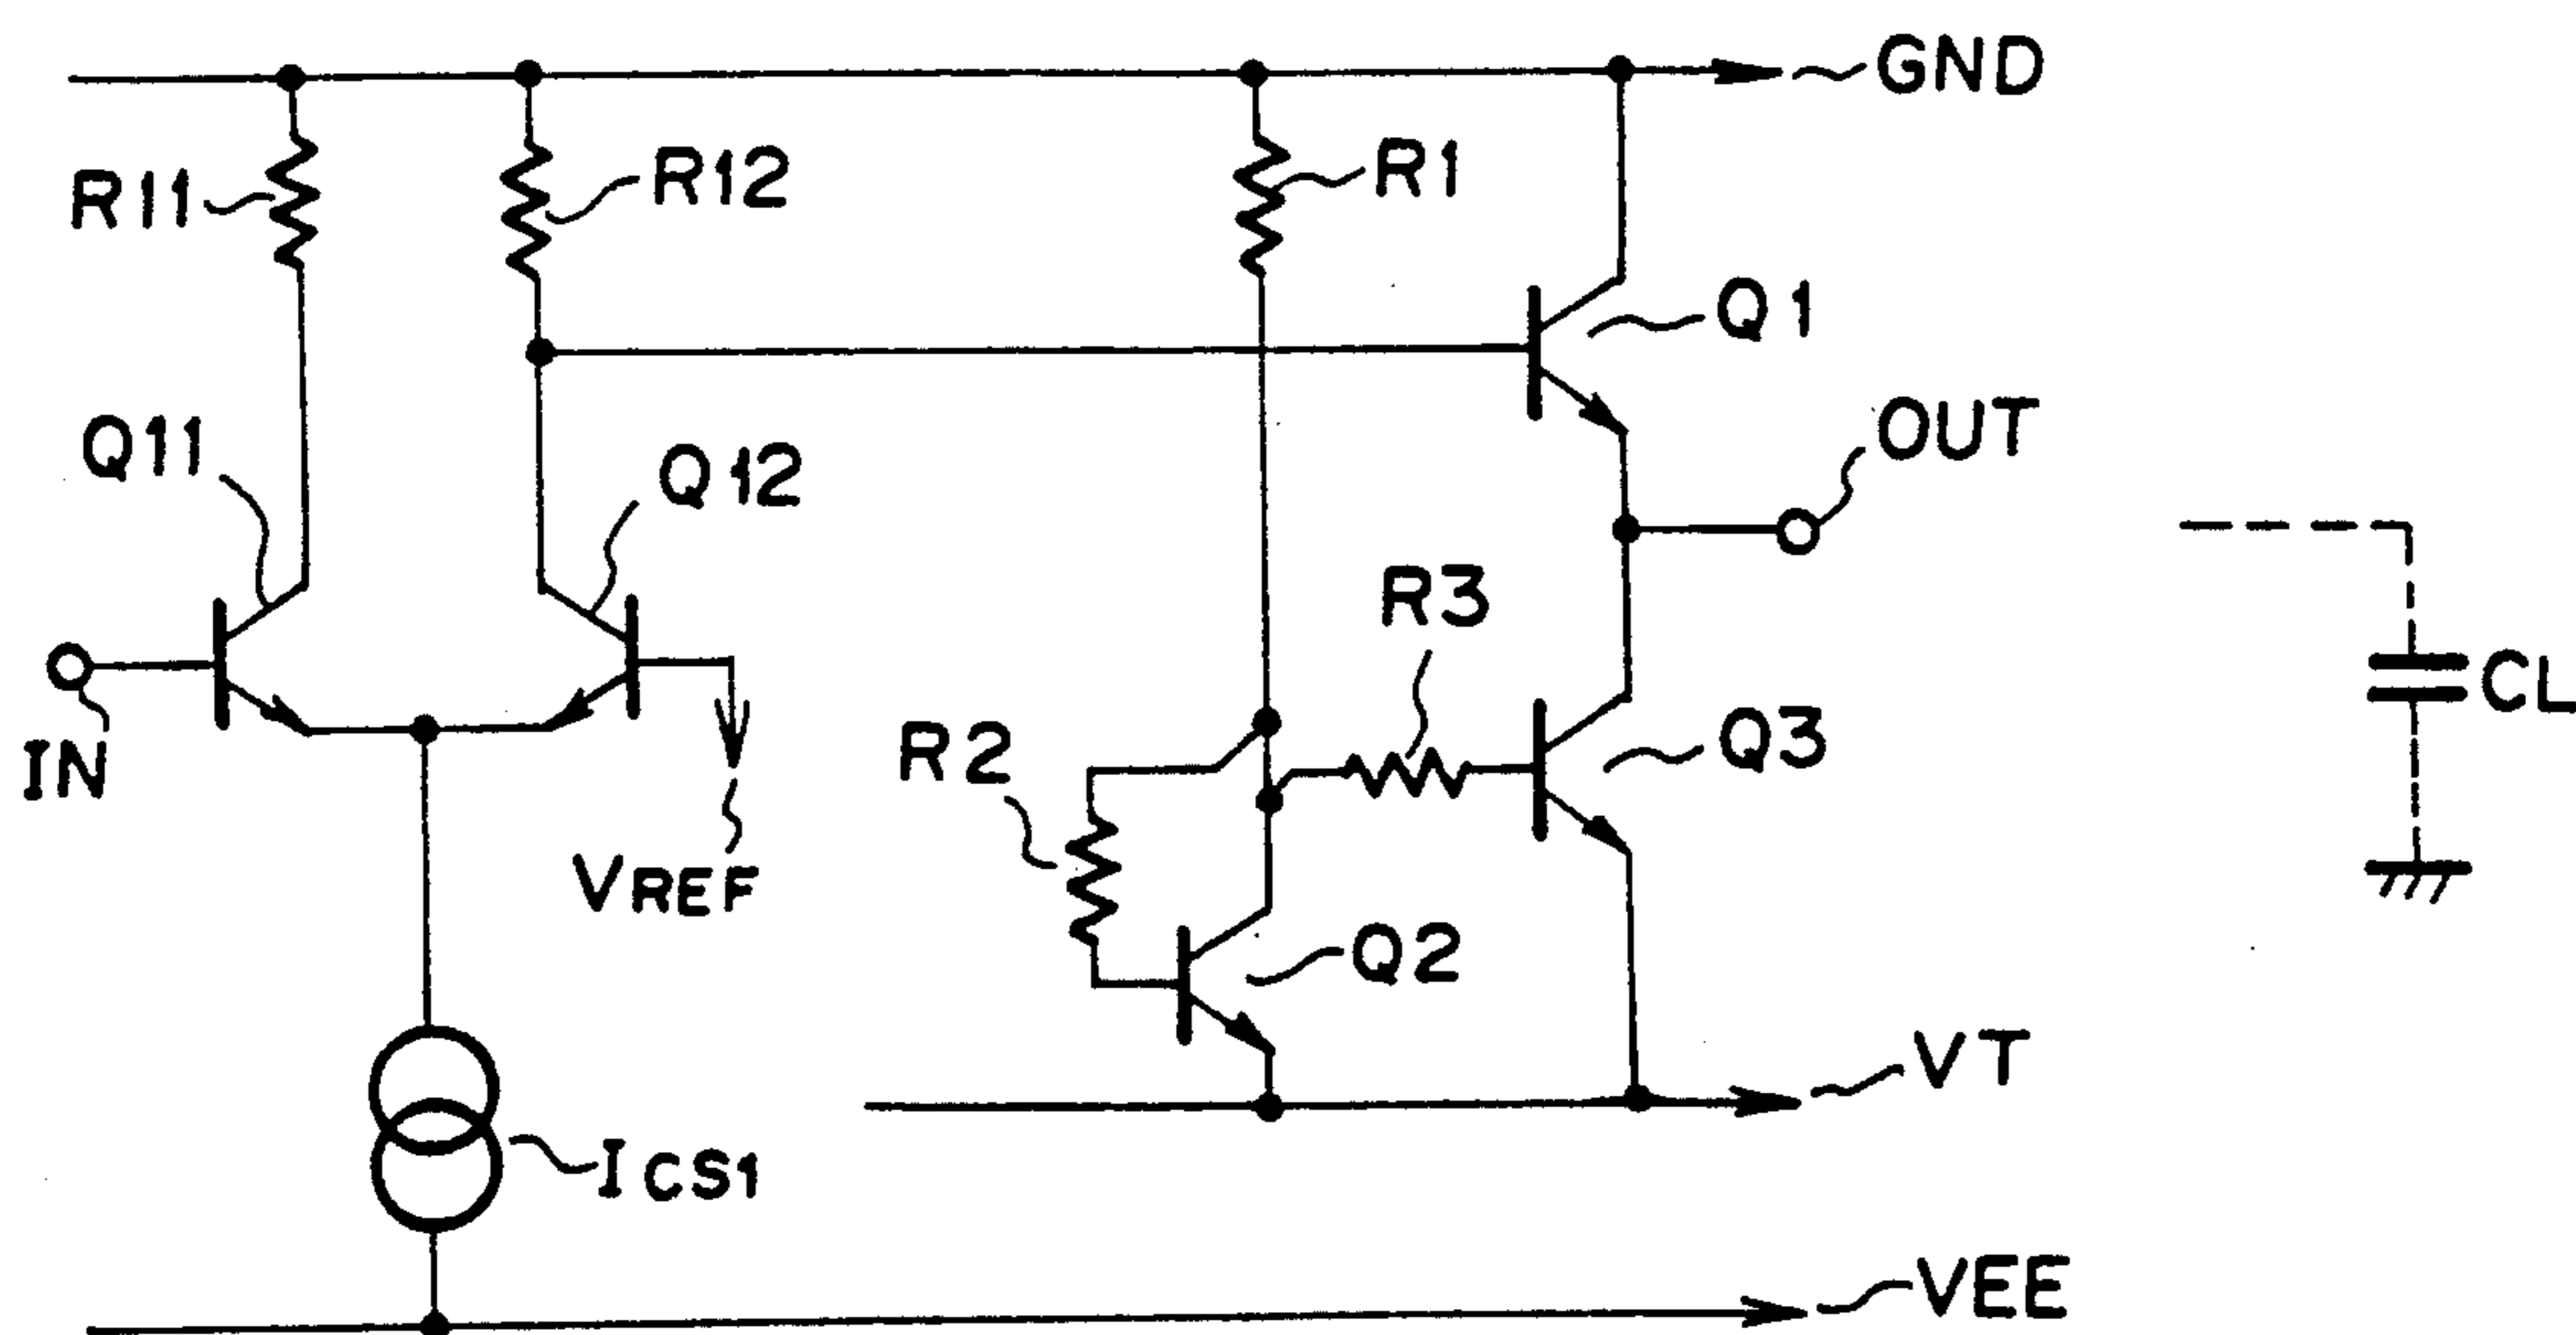 GND
R11
R12
R1
Q1
OUT
Q11
Q12
R3
CL
IN
VREF
R2
Q3
Q2
VT
ICS1
VEE